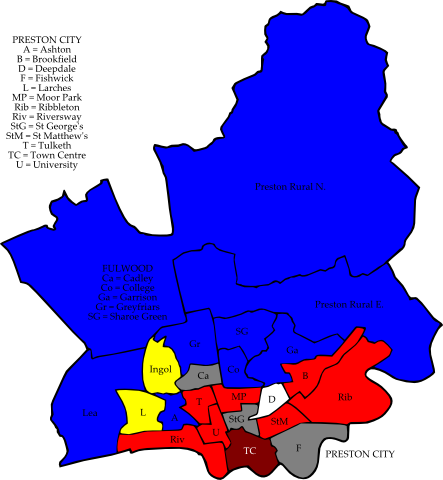 PRESTON CITY
A = Ashton
B = Brookfield
D = Deepdale
F = Fishwick
L = Larches
MP = Moor Park
Rib = Ribbleton
Riv = Riversway
StG = St George's
StM = St Matthew's
T = Tulketh
TC = Town Centre
U = University
Preston Rural N.
FULWOOD
Ca = Cadley
Co = College
Ga = Garrison
Gr = Greyfriars
SG = Sharoe Green
Preston Rural E.
SG
Gr
Ga
Ingol
Ca
Co
B
Lea
L
A
T
MP
D
Rib
StG
StM
Riv
U
TC
F
PRESTON CITY